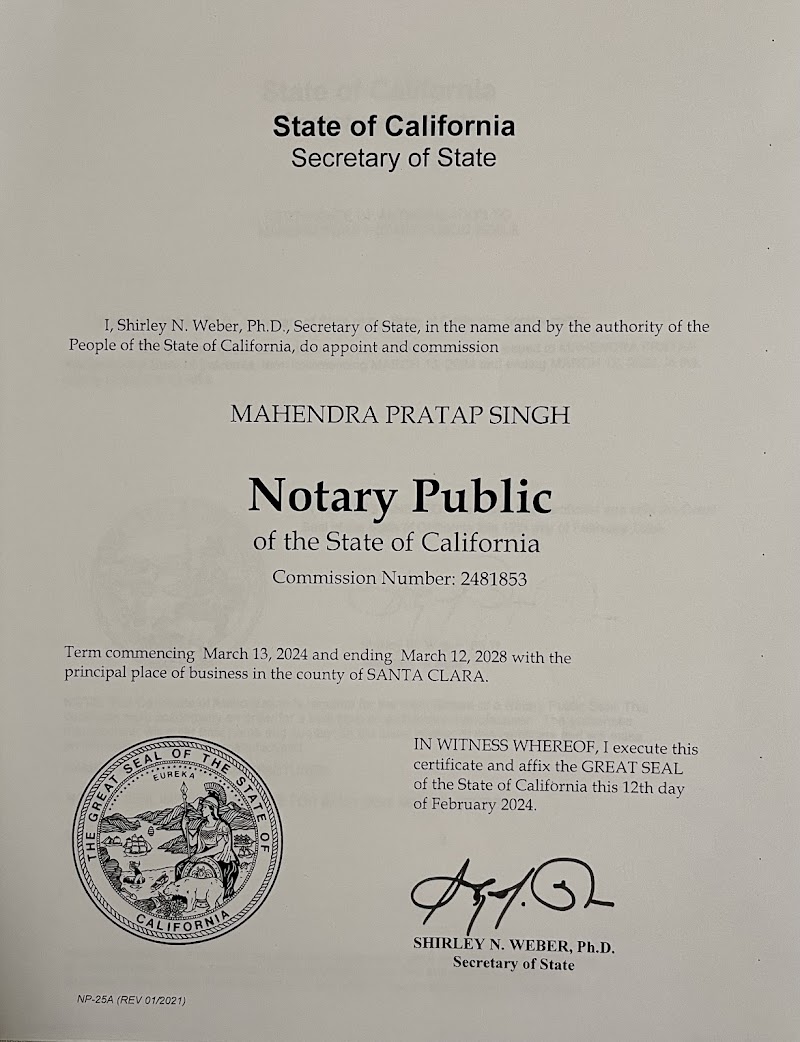 State of California
Secretary of State
I, Shirley N. Weber, Ph.D., Secretary of State, in the name and by the authority of the
People of the State of California, do appoint and commission
MAHENDRA PRATAP SINGH
Notary Public
of the State of California
Commission Number: 2481853
Term commencing March 13, 2024 and ending March 12, 2028 with the
principal place of business in the county of SANTA CLARA.
THE GREAT SEAL OF THE STATE OF
EUREKA
CALIFORNIA
IN WITNESS WHEREOF, I execute this
certificate and affix the GREAT SEAL
of the State of California this 12th day
of February 2024.
SHIRLEY N. WEBER, Ph.D.
Secretary of State
NP-25A (REV 01/2021)